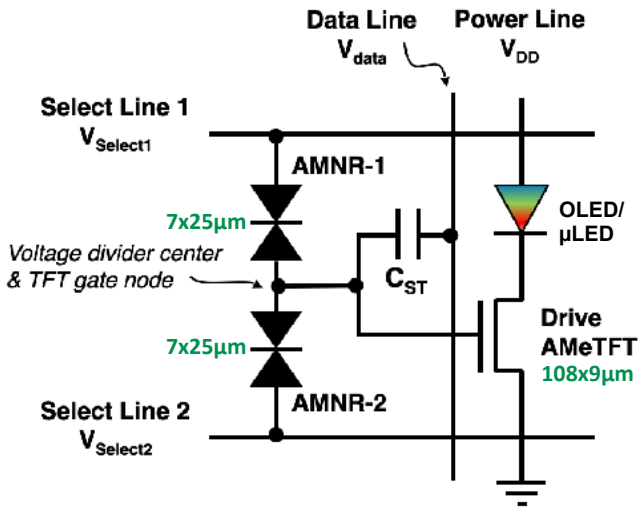 Data Line
V_data
Power Line
V_DD
Select Line 1
V_Select1
AMNR-1
7x25µm
OLED/
µLED
Voltage divider center
& TFT gate node
C_ST
Drive
AMeTFT
108x9µm
7x25µm
AMNR-2
Select Line 2
V_Select2